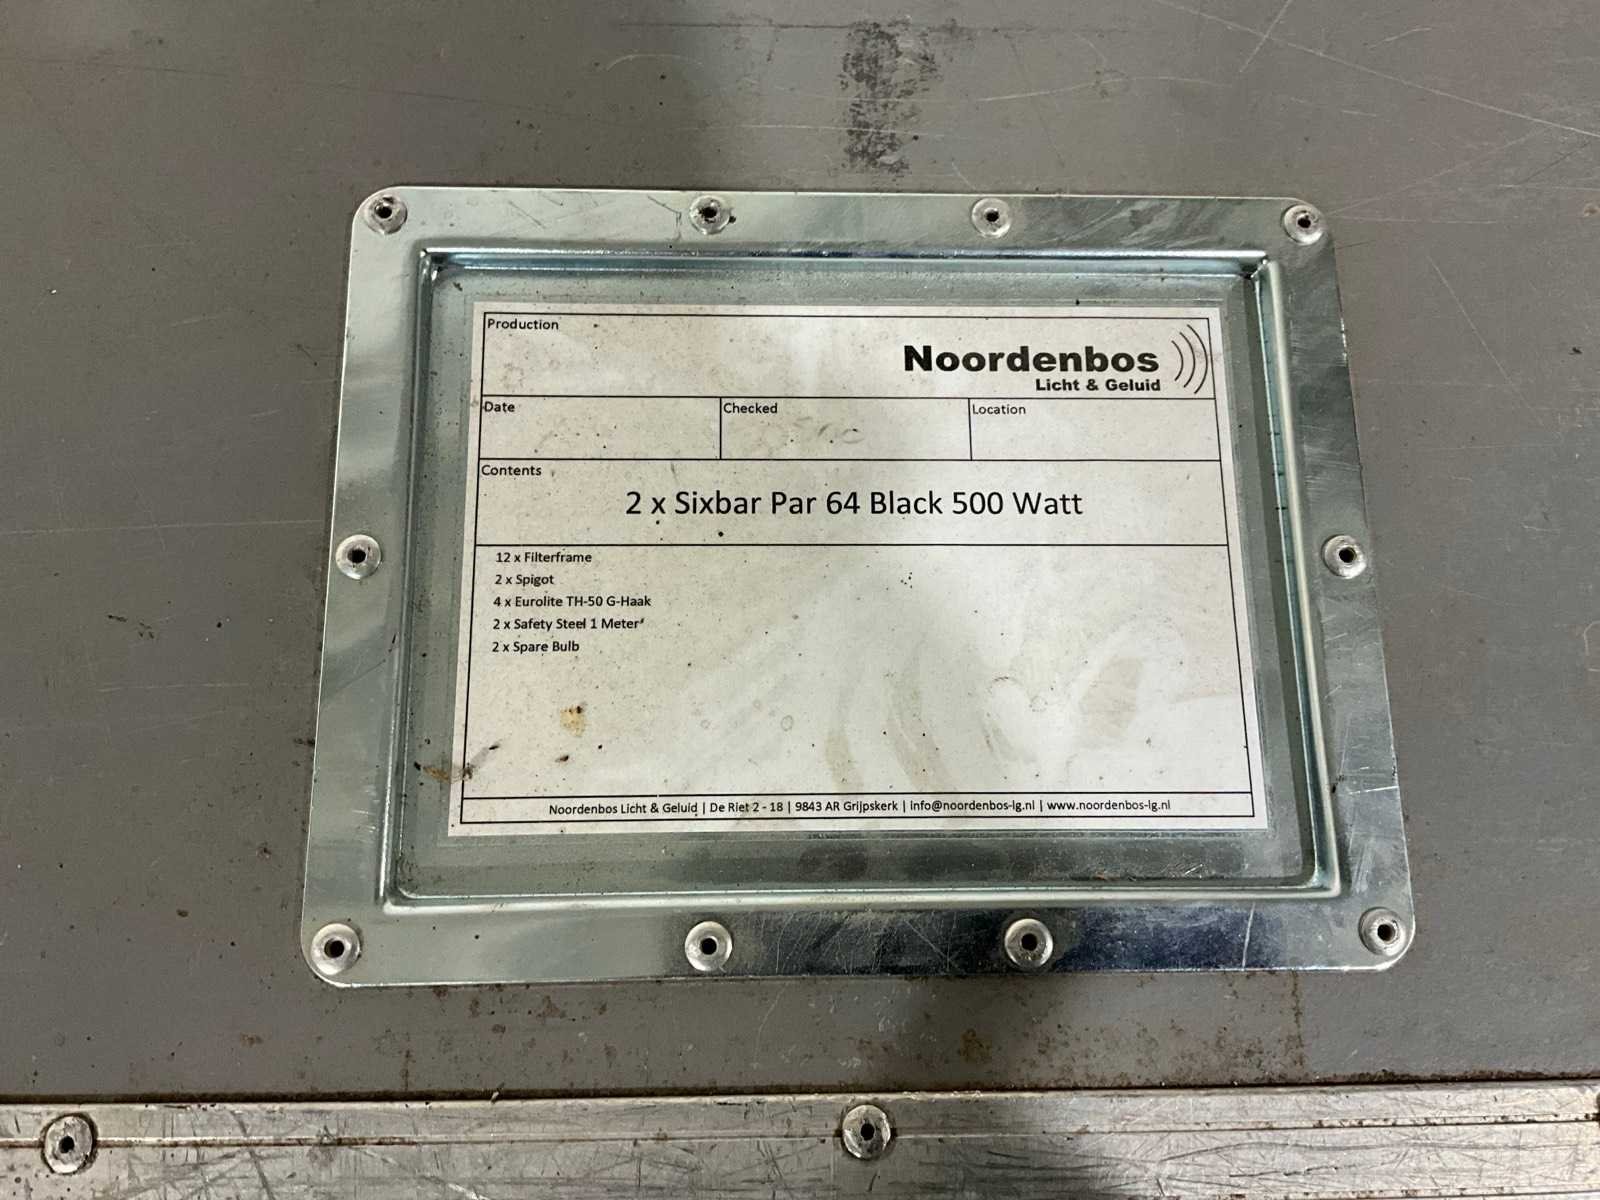 Production
Noordenbos
Licht & Geluid
Date
Checked
Location
Contents
2 x Sixbar Par 64 Black 500 Watt
12 x Filterframe
2 x Spigot
4 x Eurolite TH-50 G-Haak
2 x Safety Steel 1 Meter
2 x Spare Bulb
Noordenbos Licht & Geluid | De Riet 2 - 18 | 9843 AR Grijpskerk | info@noordenbos-lg.nl | www.noordenbos-lg.nl